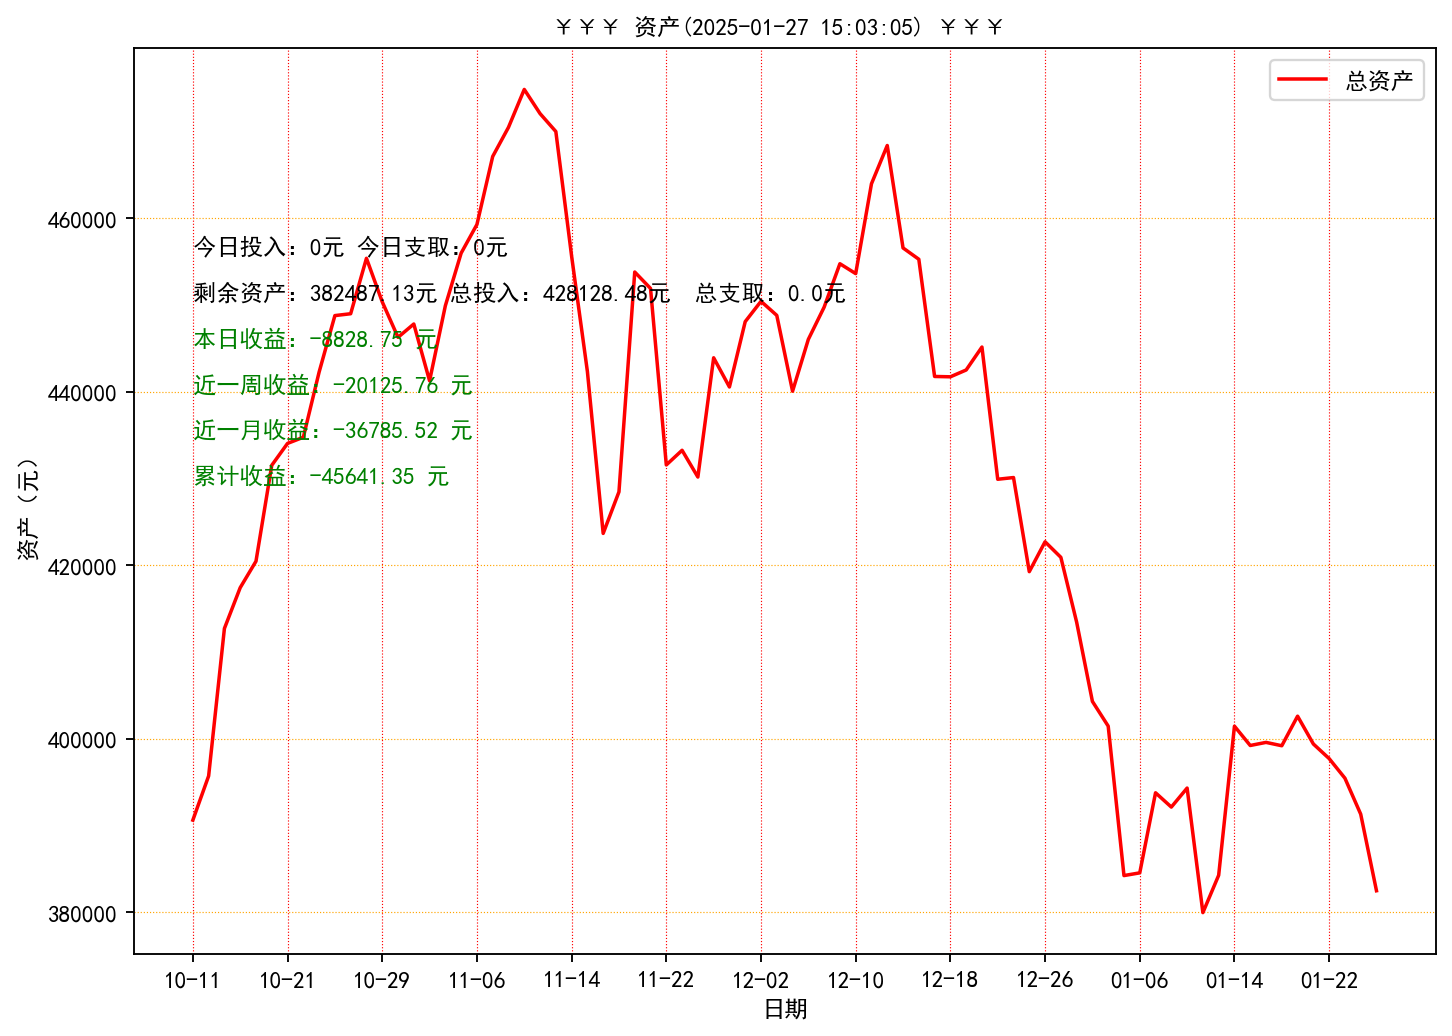 ￥￥￥ 资产(2025-01-27 15:03:05) ￥￥￥
总资产
460000
440000
420000
400000
380000
资产（元）
今日投入：0元 今日支取：0元
剩余资产：382487.13元 总投入：428128.48元  总支取：0.0元
本日收益：-8828.75 元
近一周收益：-20125.76 元
近一月收益：-36785.52 元
累计收益：-45641.35 元
10-11 10-21 10-29 11-06 11-14 11-22 12-02 12-10 12-18 12-26 01-06 01-14 01-22
日期